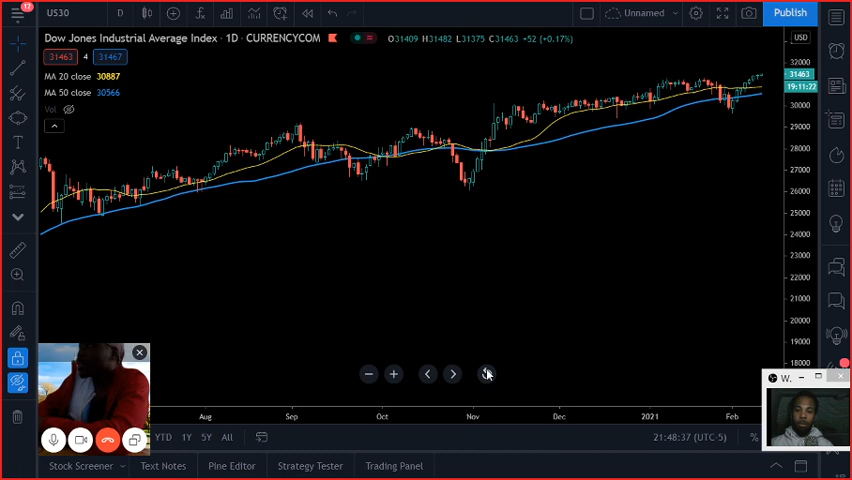 12
US30 D Unnamed Publish
Dow Jones Industrial Average Index · 1D · CURRENCYCOM O31409 H31482 L31375 C31463 +52 (+0.17%) USD
31463 4 31467
MA 20 close 30887
MA 50 close 30566
Vol
32000
31463
19:11:22
30000
29000
28000
27000
26000
25000
24000
23000
22000
21000
20000
19000
18000
W.
Aug Sep Oct Nov Dec 2021 Feb
YTD 1Y 5Y All 21:48:37 (UTC-5) %
Stock Screener Text Notes Pine Editor Strategy Tester Trading Panel